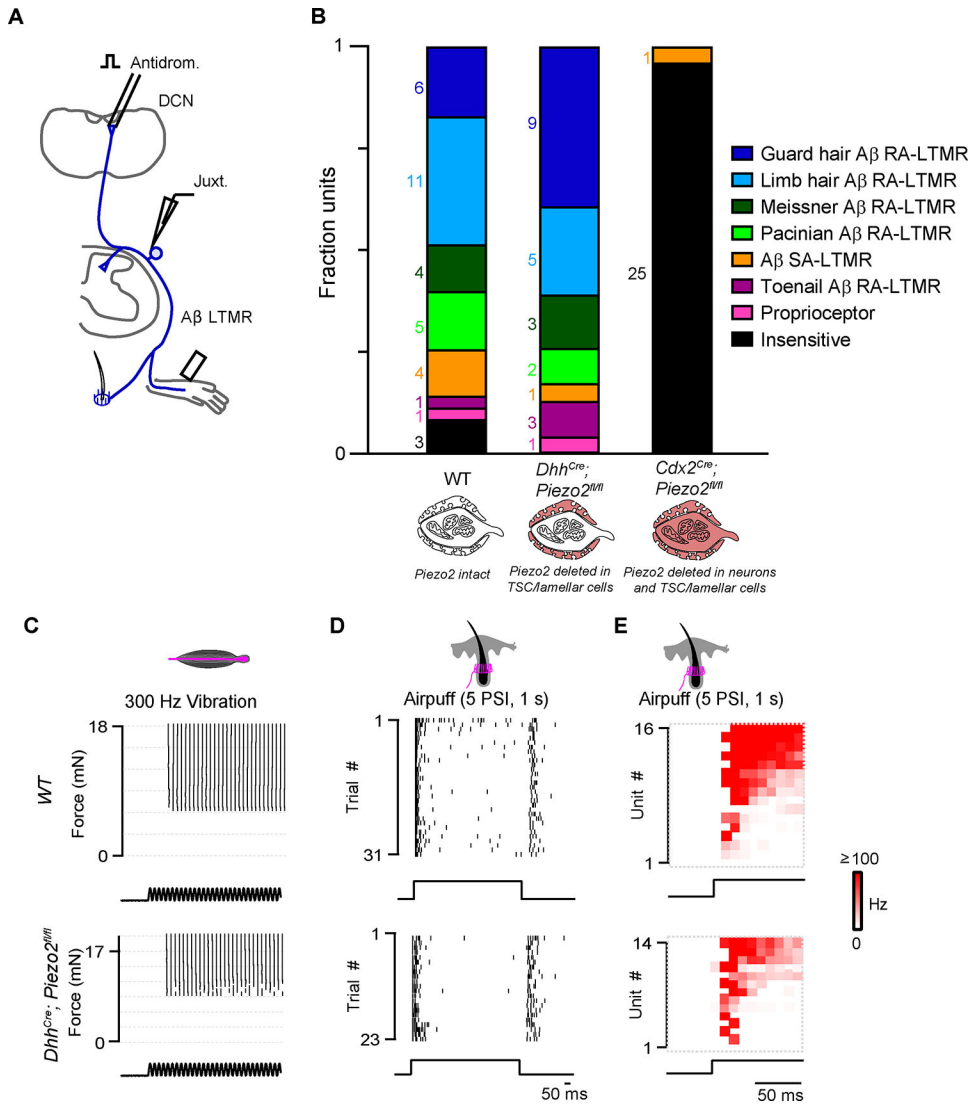 A
Antidrom.
DCN
Juxt.
Aβ LTMR
B
Fraction units
1
0
6
11
4
5
4
1
1
3
9
5
3
2
1
3
1
1
25
WT
Dhh^Cre;
Piezo2^fl/fl
Cdx2^Cre;
Piezo2^fl/fl
Piezo2 intact
Piezo2 deleted in
TSC/lamellar cells
Piezo2 deleted in neurons
and TSC/lamellar cells
Guard hair Aβ RA-LTMR
Limb hair Aβ RA-LTMR
Meissner Aβ RA-LTMR
Pacinian Aβ RA-LTMR
Aβ SA-LTMR
Toenail Aβ RA-LTMR
Proprioceptor
Insensitive
C
300 Hz Vibration
WT
Force (mN)
18
0
Dhh^Cre; Piezo2^fl/fl
Force (mN)
17
0
D
Airpuff (5 PSI, 1 s)
Trial #
1
31
Trial #
1
23
50 ms
E
Airpuff (5 PSI, 1 s)
Unit #
16
1
Unit #
14
1
50 ms
≥100
Hz
0